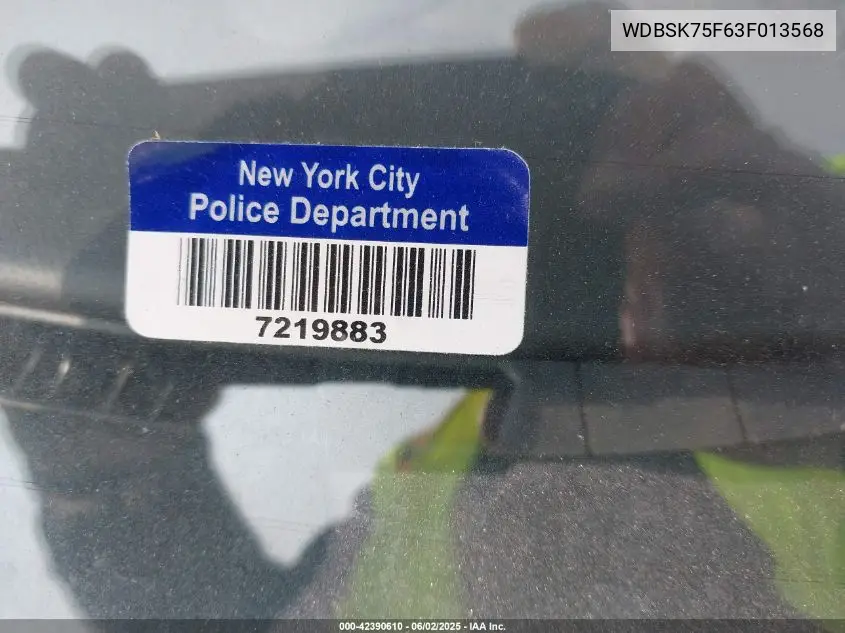 WDBSK75F63F013568
New York City
Police Department
7219883
000-42390610 - 06/02/2025 - IAA Inc.